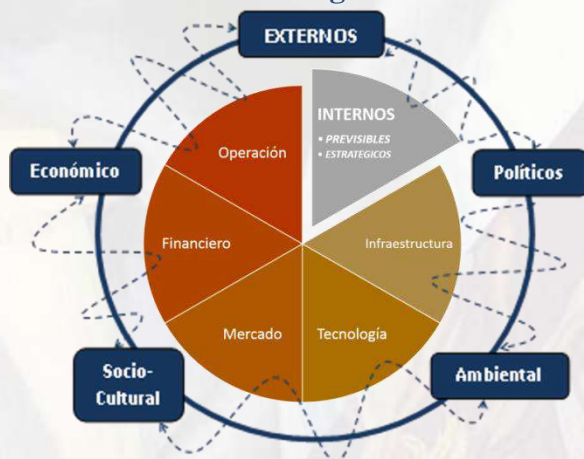 EXTERNOS
INTERNOS
• PREVISIBLES
• ESTRATEGICOS
Operación
Económico
Políticos
Financiero
Infraestructura
Mercado
Tecnología
Socio-
Cultural
Ambiental